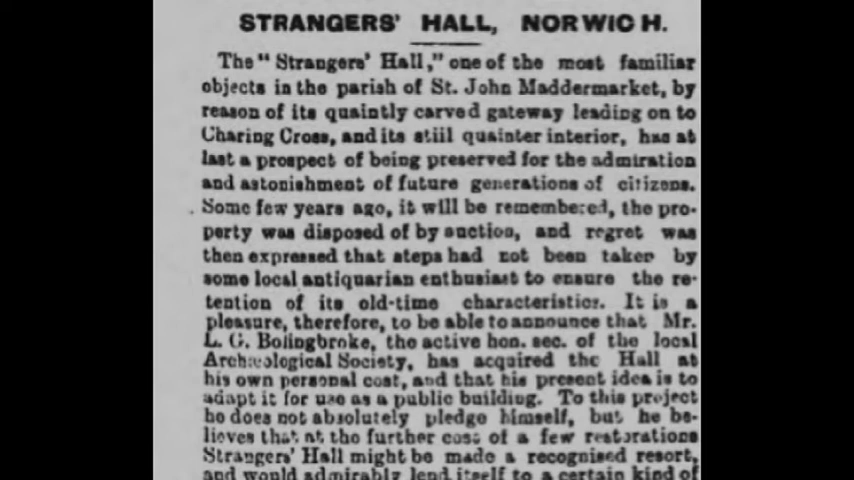 STRANGERS' HALL, NORWICH.
The "Strangers' Hall," one of the most familiar
objects in the parish of St. John Maddermarket, by
reason of its quaintly carved gateway leading on to
Charing Cross, and its still quainter interior, has at
last a prospect of being preserved for the admiration
and astonishment of future generations of citizens.
Some few years ago, it will be remembered, the pro-
perty was disposed of by auction, and regret was
then expressed that steps had not been taken by
some local antiquarian enthusiast to ensure the re-
tention of its old-time characteristics. It is a
pleasure, therefore, to be able to announce that Mr.
L. G. Bolingbroke, the active hon. sec. of the local
Archæological Society, has acquired the Hall at
his own personal cost, and that his present idea is to
adapt it for use as a public building. To this project
he does not absolutely pledge himself, but he be-
lieves that at the further cost of a few restorations
Strangers' Hall might be made a recognised resort,
and would admirably lend itself to a certain kind of